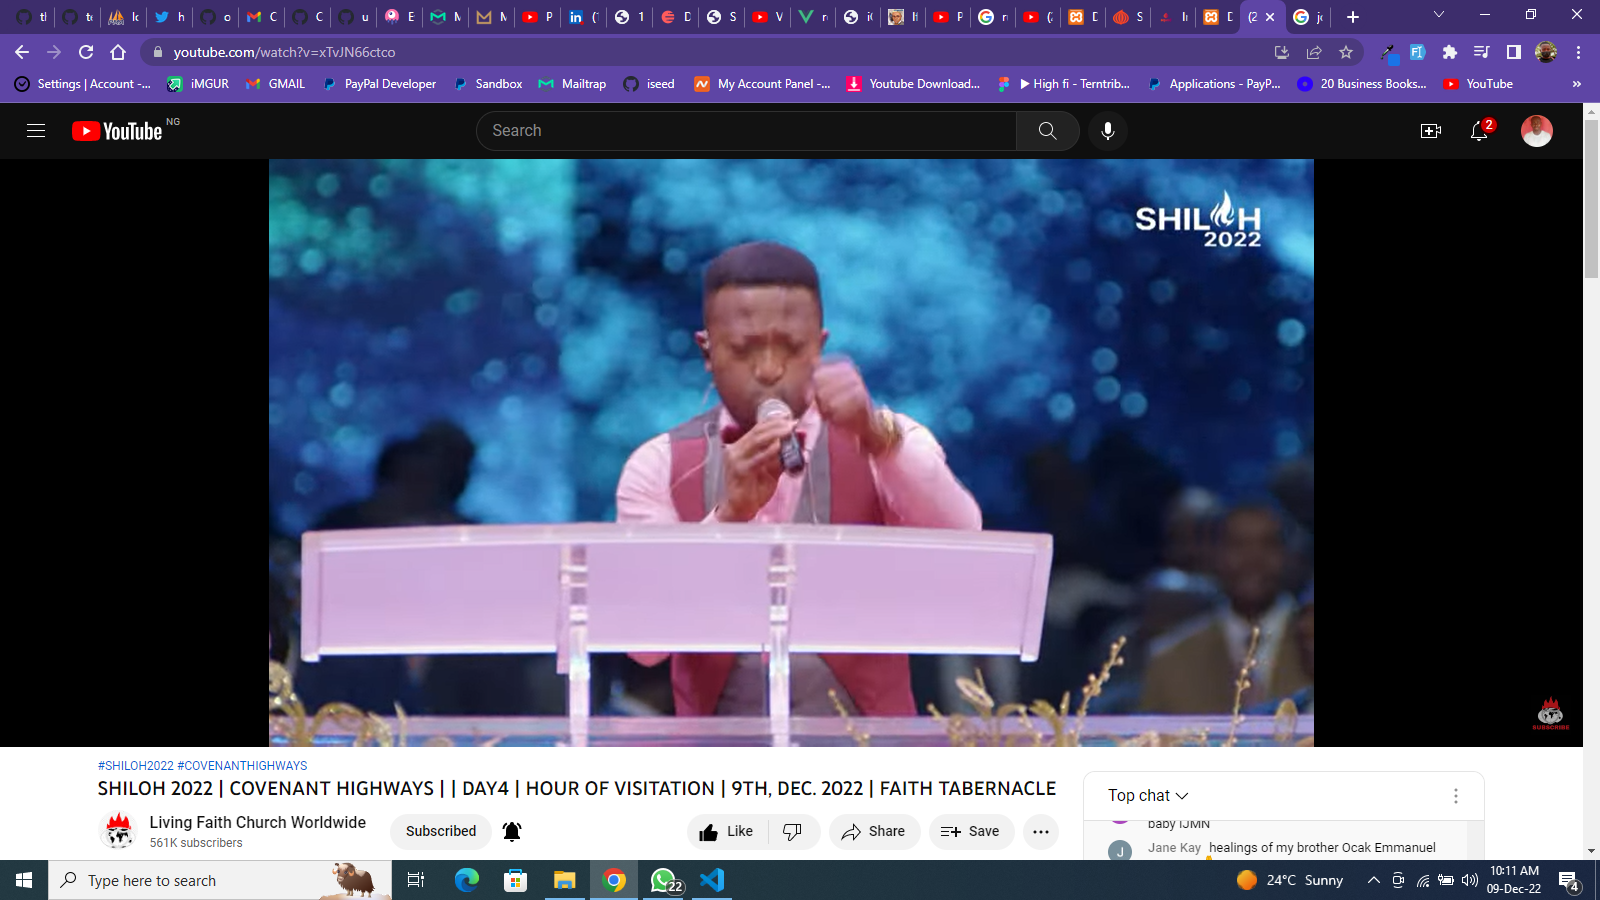 youtube.com/watch?v=xTvJN66ctco
Settings | Account -...
iMGUR
GMAIL
PayPal Developer
Sandbox
Mailtrap
iseed
My Account Panel -...
Youtube Download...
High fi - Terntrib...
Applications - PayP...
20 Business Books...
YouTube
»
YouTube NG
Search
2
SHILOH
2022
SUBSCRIBE
#SHILOH2022 #COVENANTHIGHWAYS
SHILOH 2022 | COVENANT HIGHWAYS | | DAY4 | HOUR OF VISITATION | 9TH, DEC. 2022 | FAITH TABERNACLE
Living Faith Church Worldwide
561K subscribers
Subscribed
Like
Share
Save
Top chat
baby IJMN
J
Jane Kay healings of my brother Ocak Emmanuel
Type here to search
22
24°C Sunny
10:11 AM
09-Dec-22
4